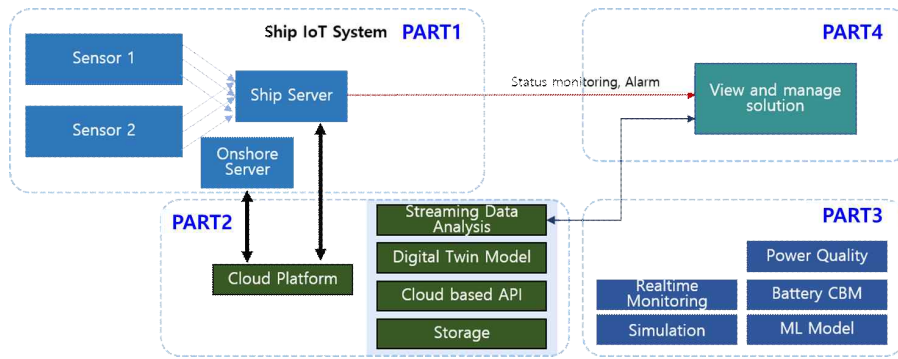 Ship IoT System PART1
Sensor 1
Sensor 2
Ship Server
Onshore
Server
Status monitoring, Alarm
PART4
View and manage
solution
PART2
Cloud Platform
Streaming Data
Analysis
Digital Twin Model
Cloud based API
Storage
PART3
Power Quality
Realtime
Monitoring
Battery CBM
Simulation
ML Model